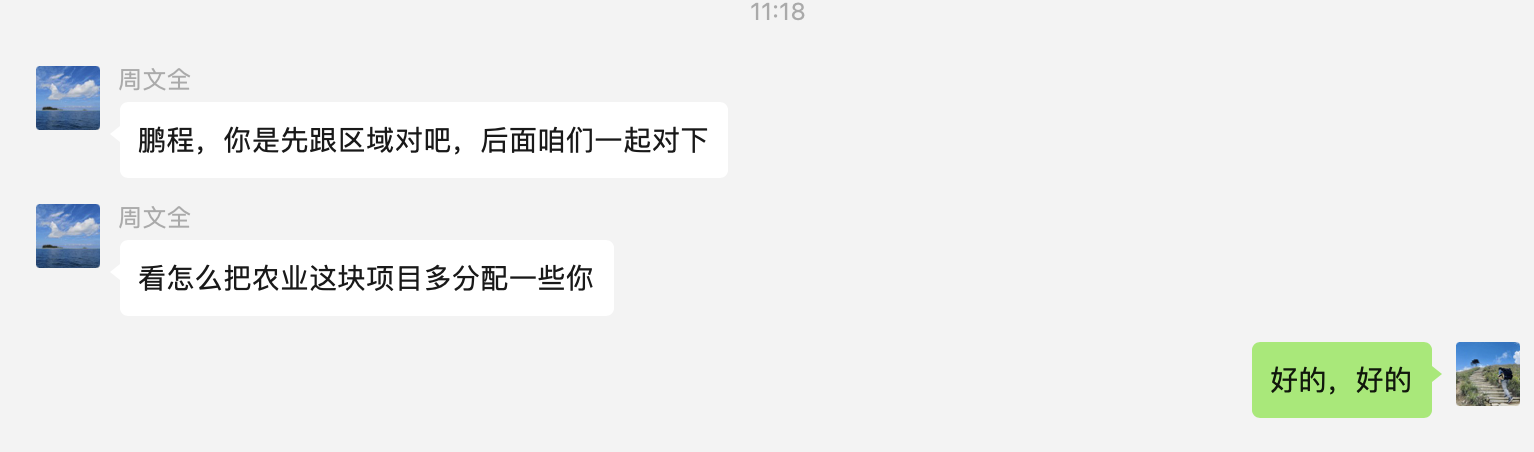 11:18
周文全
鹏程，你是先跟区域对吧，后面咱们一起对下
周文全
看怎么把农业这块项目多分配一些你
好的，好的